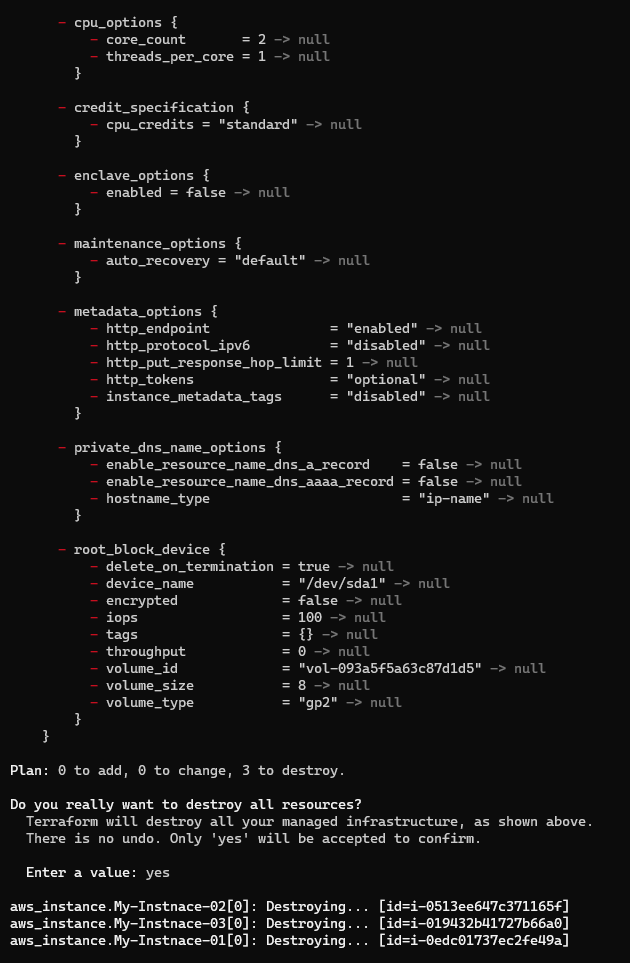 - cpu_options {
- core_count       = 2 -> null
- threads_per_core = 1 -> null
}
- credit_specification {
- cpu_credits = "standard" -> null
}
- enclave_options {
- enabled = false -> null
}
- maintenance_options {
- auto_recovery = "default" -> null
}
- metadata_options {
- http_endpoint               = "enabled" -> null
- http_protocol_ipv6          = "disabled" -> null
- http_put_response_hop_limit = 1 -> null
- http_tokens                 = "optional" -> null
- instance_metadata_tags      = "disabled" -> null
}
- private_dns_name_options {
- enable_resource_name_dns_a_record    = false -> null
- enable_resource_name_dns_aaaa_record = false -> null
- hostname_type                        = "ip-name" -> null
}
- root_block_device {
- delete_on_termination = true -> null
- device_name           = "/dev/sda1" -> null
- encrypted             = false -> null
- iops                  = 100 -> null
- tags                  = {} -> null
- throughput            = 0 -> null
- volume_id             = "vol-093a5f5a63c87d1d5" -> null
- volume_size           = 8 -> null
- volume_type           = "gp2" -> null
}
}
Plan: 0 to add, 0 to change, 3 to destroy.
Do you really want to destroy all resources?
Terraform will destroy all your managed infrastructure, as shown above.
There is no undo. Only 'yes' will be accepted to confirm.
Enter a value: yes
aws_instance.My-Instnace-02[0]: Destroying... [id=i-0513ee647c371165f]
aws_instance.My-Instnace-03[0]: Destroying... [id=i-019432b41727b66a0]
aws_instance.My-Instnace-01[0]: Destroying... [id=i-0edc01737ec2fe49a]